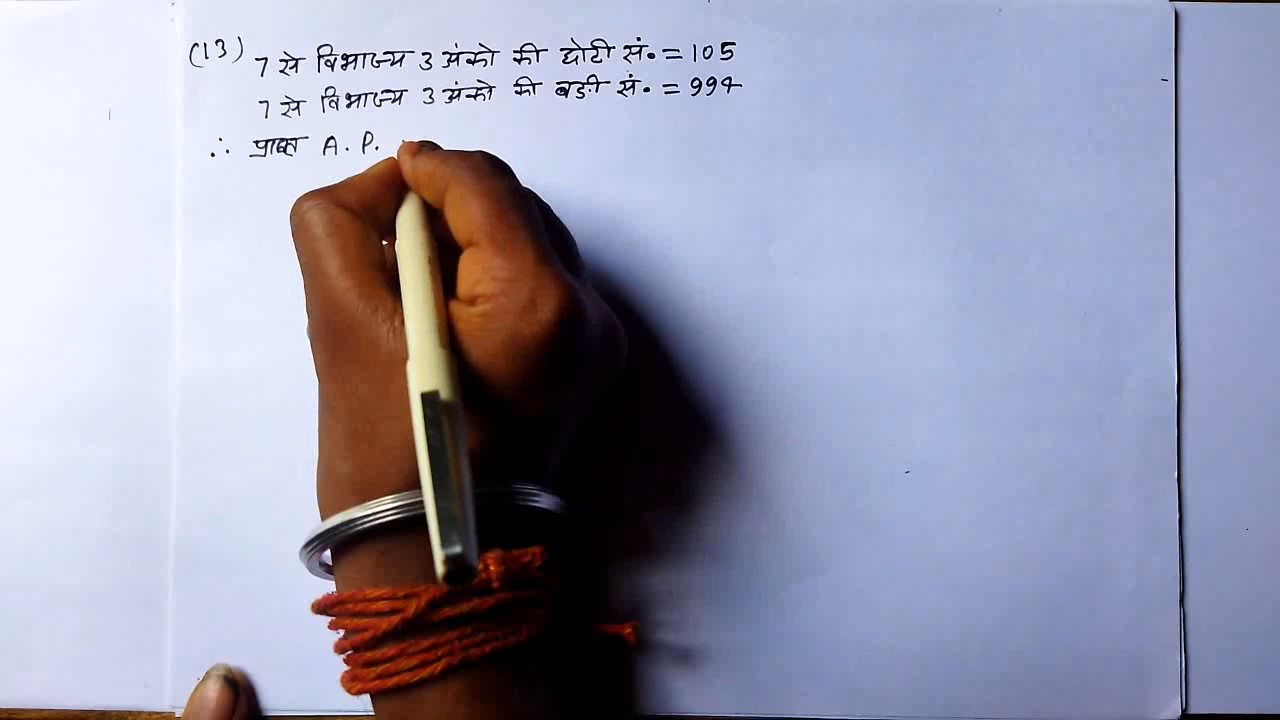 (13) 7 से विभाज्य 3 अंको की छोटी सं॰ = 105
7 से विभाज्य 3 अंको की बड़ी सं॰ = 994
∴ प्राप्त A. P.